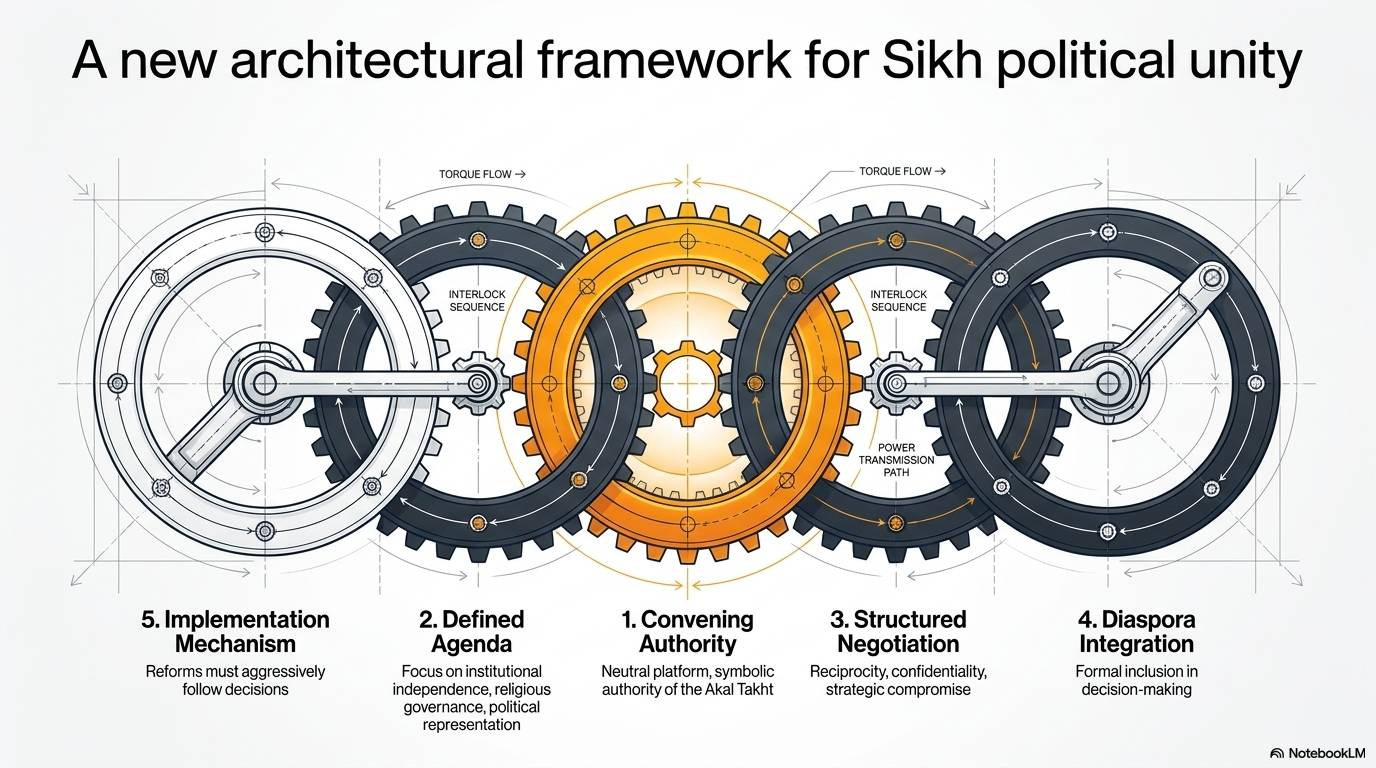 A new architectural framework for Sikh political unity
TORQUE FLOW →
TORQUE FLOW →
INTERLOCK
SEQUENCE
INTERLOCK
SEQUENCE
POWER
TRANSMISSION
PATH
5. Implementation
Mechanism
Reforms must aggressively
follow decisions
2. Defined
Agenda
Focus on institutional
independence, religious
governance, political
representation
1. Convening
Authority
Neutral platform, symbolic
authority of the Akal Takht
3. Structured
Negotiation
Reciprocity, confidentiality,
strategic compromise
4. Diaspora
Integration
Formal inclusion in
decision-making
NotebookLM